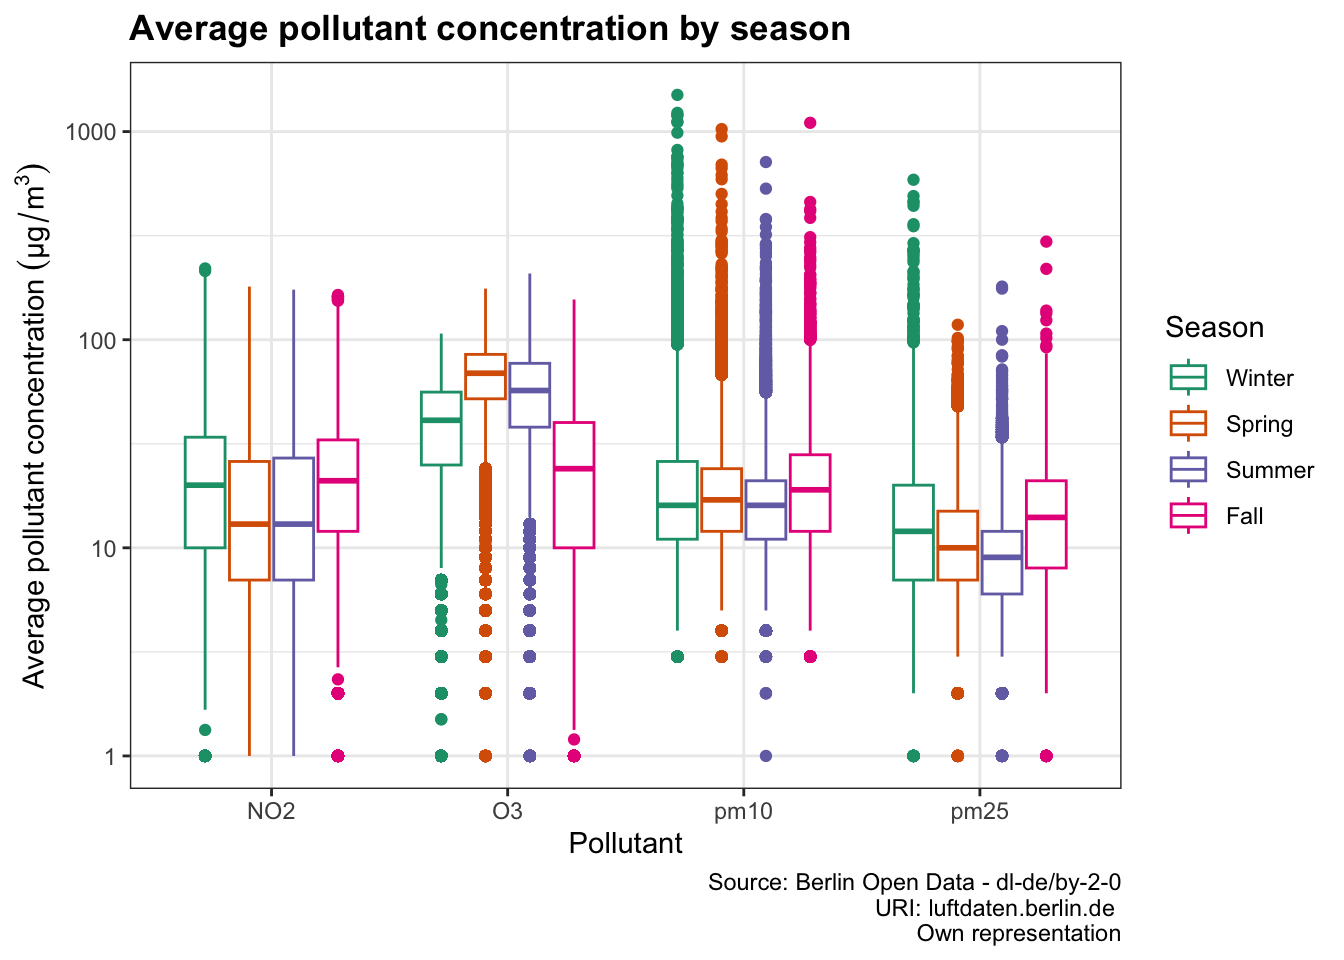 Average pollutant concentration by season
Average pollutant concentration (μg/m³)
1000
100
10
1
NO2
O3
pm10
pm25
Pollutant
Season
Winter
Spring
Summer
Fall
Source: Berlin Open Data - dl-de/by-2-0
URI: luftdaten.berlin.de
Own representation